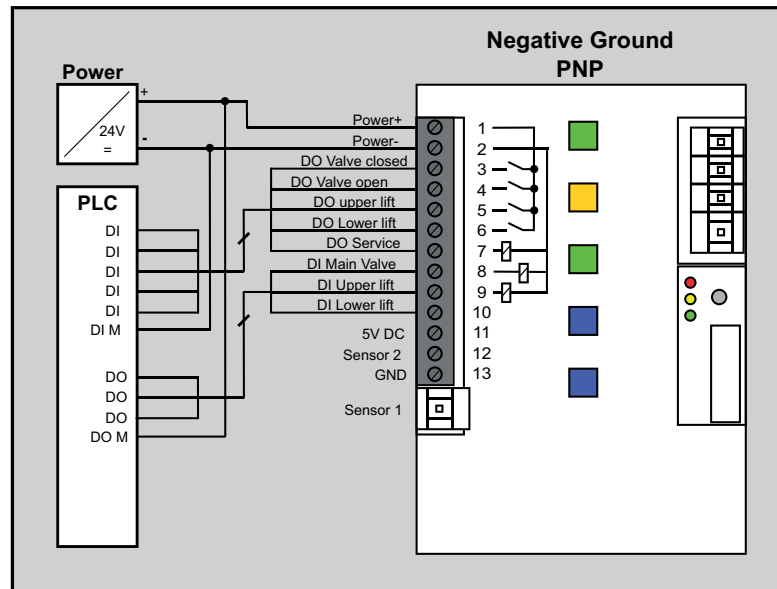 Negative Ground
PNP
Power
+
-
24V
=
PLC
DI
DI
DI
DI
DI
DI M
DO
DO
DO
DO M
Power+
Power-
DO Valve closed
DO Valve open
DO upper lift
DO Lower lift
DO Service
DI Main Valve
DI Upper lift
DI Lower lift
5V DC
Sensor 2
GND
Sensor 1
1
2
3
4
5
6
7
8
9
10
11
12
13